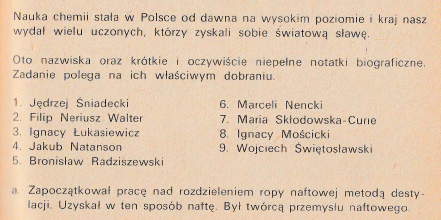 Nauka chemii stała w Polsce od dawna na wysokim poziomie i kraj nasz
wydał wielu uczonych, którzy zyskali sobie światową sławę.
Oto nazwiska oraz krótkie i oczywiście niepełne notatki biograficzne.
Zadanie polega na ich właściwym dobraniu.
1. Jędrzej Śniadecki
2. Filip Neriusz Walter
3. Ignacy Łukasiewicz
4. Jakub Natanson
5. Bronisław Radziszewski
6. Marceli Nencki
7. Maria Skłodowska-Curie
8. Ignacy Mościcki
9. Wojciech Świętosławski
a. Zapoczątkował pracę nad rozdzieleniem ropy naftowej metodą desty-
lacji. Uzyskał w ten sposób naftę. Był twórcą przemysłu naftowego.